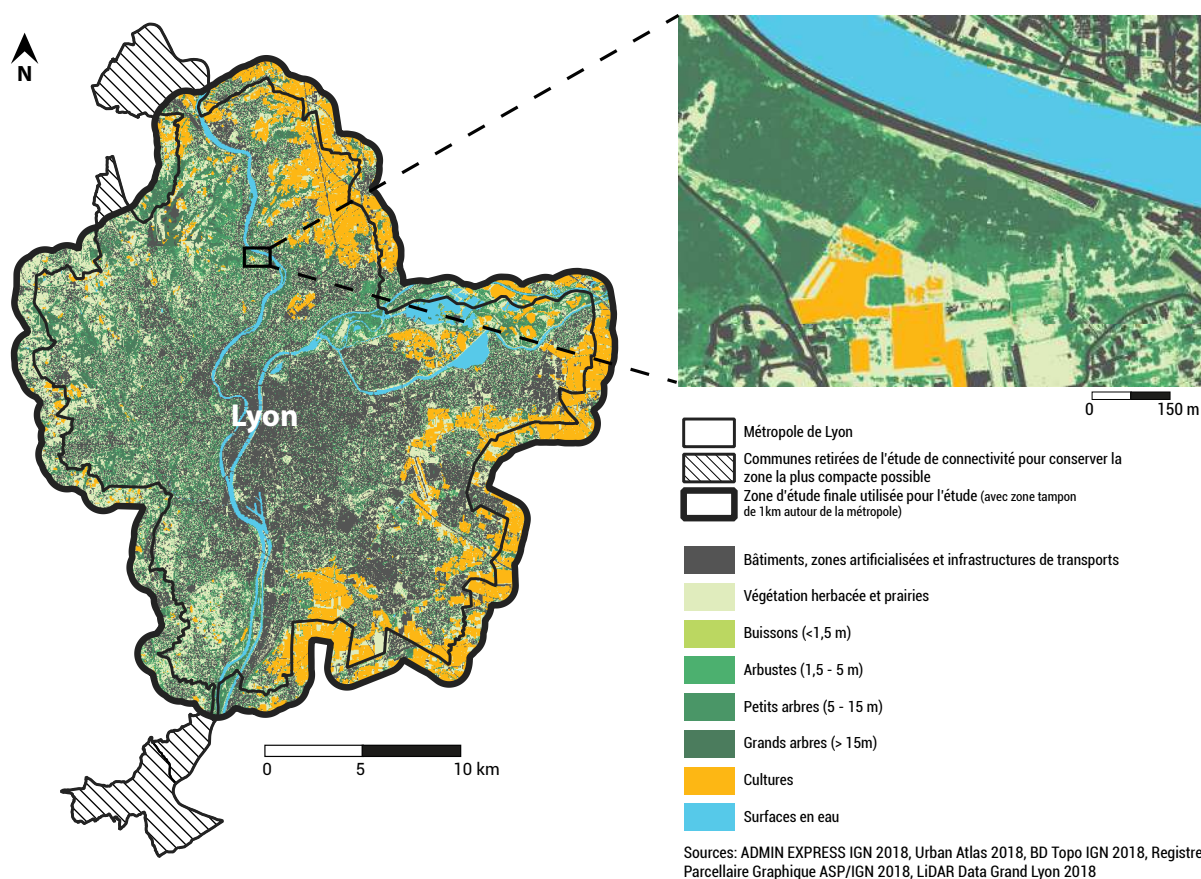 N
Lyon
0 5 10 km
0 150 m
Métropole de Lyon
Communes retirées de l'étude de connectivité pour conserver la
zone la plus compacte possible
Zone d'étude finale utilisée pour l'étude (avec zone tampon
de 1km autour de la métropole)
Bâtiments, zones artificialisées et infrastructures de transports
Végétation herbacée et prairies
Buissons (<1,5 m)
Arbustes (1,5 - 5 m)
Petits arbres (5 - 15 m)
Grands arbres (> 15m)
Cultures
Surfaces en eau
Sources: ADMIN EXPRESS IGN 2018, Urban Atlas 2018, BD Topo IGN 2018, Registre
Parcellaire Graphique ASP/IGN 2018, LiDAR Data Grand Lyon 2018